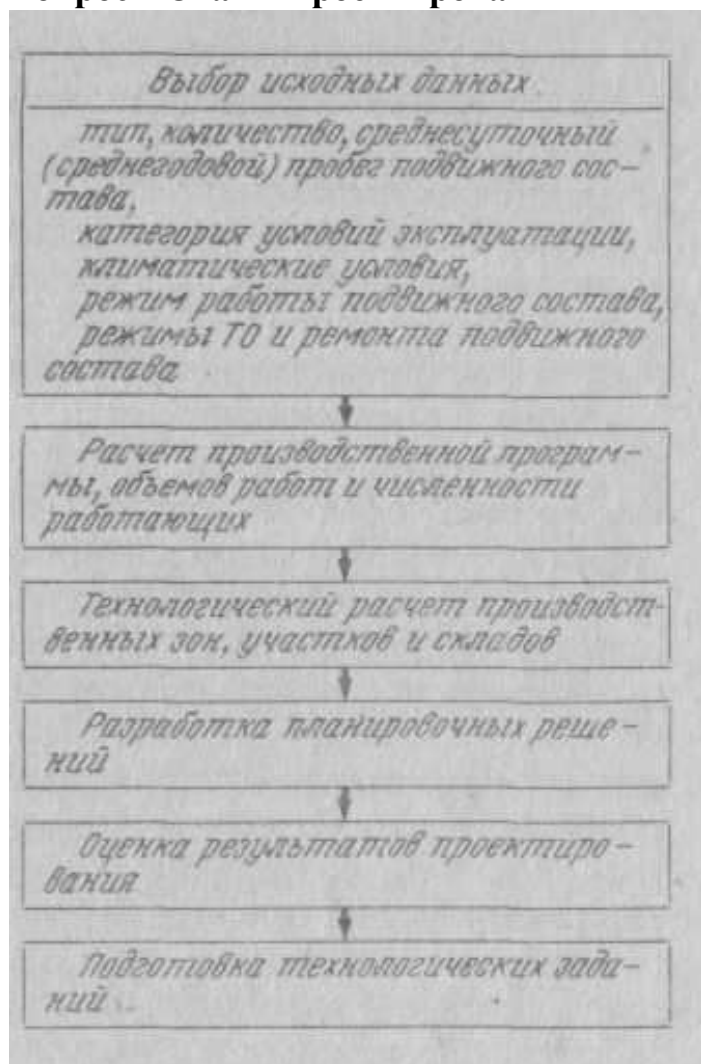 Выбор исходных данных
тип, количество, среднесуточный
(среднегодовой) пробег подвижного сос-
тава,
категория условий эксплуатации,
климатические условия,
режим работы подвижного состава,
режимы ТО и ремонта подвижного
состава
Расчет производственной програм-
мы, объемов работ и численности
работающих
Технологический расчет производст-
венных зон, участков и складов
Разработка планировочных реше-
ний
Оценка результатов проектиро-
вания
Подготовка технологических зада-
ний